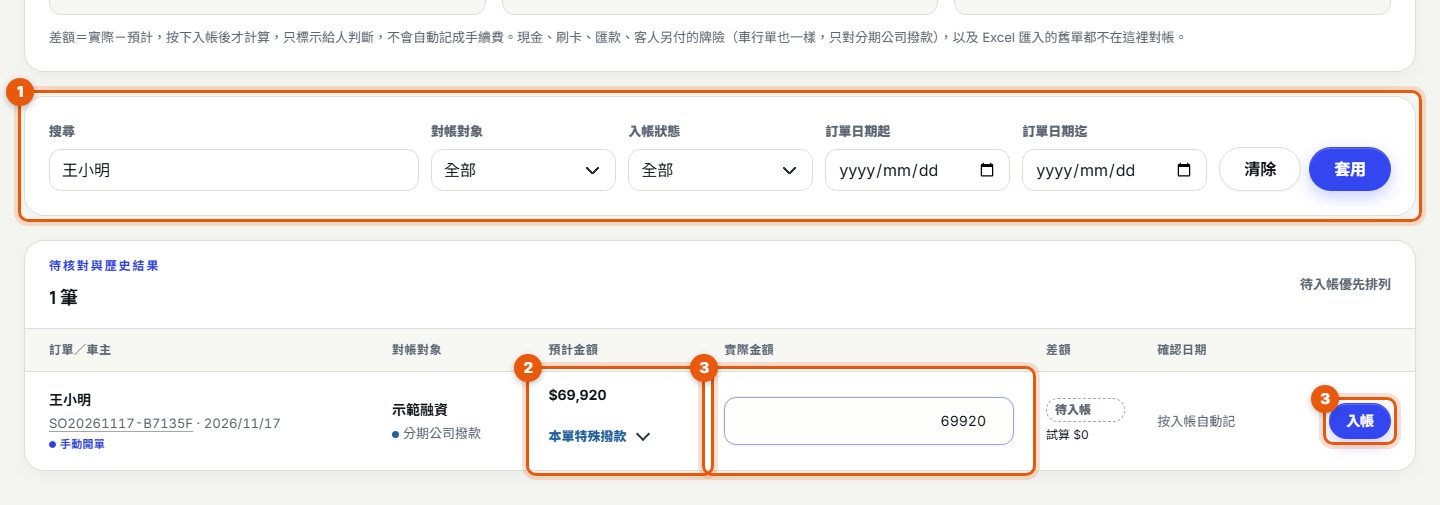 差額＝實際－預計，按下入帳後才計算，只標示給人判斷，不會自動記成手續費。現金、刷卡、匯款、客人另付的牌險（車行單也一樣，只對分期公司撥款），以及 Excel 匯入的舊單都不在這裡對帳。
1
搜尋 對帳對象 入帳狀態 訂單日期起 訂單日期迄
王小明 全部 全部 yyyy/mm/dd yyyy/mm/dd 清除 套用
待核對與歷史結果
1 筆
待入帳優先排列
訂單／車主 對帳對象 預計金額 實際金額 差額 確認日期
2 3
王小明 示範融資 $69,920 69920 待入帳 按入帳自動記 3 入帳
SO20261117-B7135F · 2026/11/17 分期公司撥款 本單特殊撥款 試算 $0
手動開單